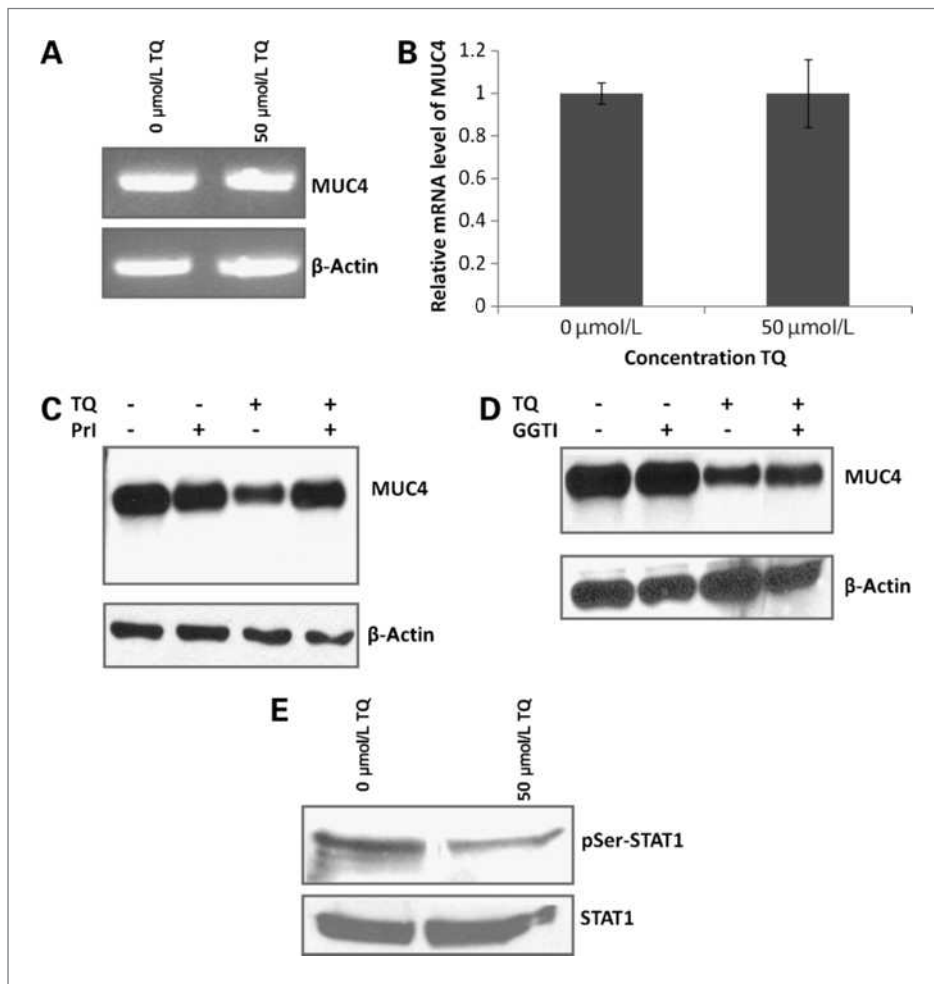 A
0 µmol/L TQ
50 µmol/L TQ
MUC4
β-Actin
B
Relative mRNA level of MUC4
1.2
1
0.8
0.6
0.4
0.2
0
0 µmol/L
50 µmol/L
Concentration TQ
C
TQ - - + +
PrI - + - +
MUC4
β-Actin
D
TQ - - + +
GGTI - + - +
MUC4
β-Actin
E
0 µmol/L TQ
50 µmol/L TQ
pSer-STAT1
STAT1